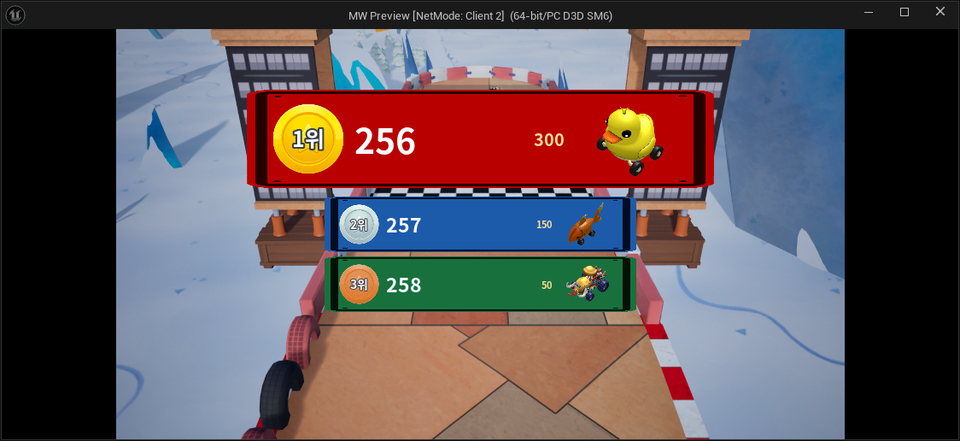 MW Preview [NetMode: Client 2] (64-bit/PC D3D SM6)
1위 256 300
2위 257 150
3위 258 50